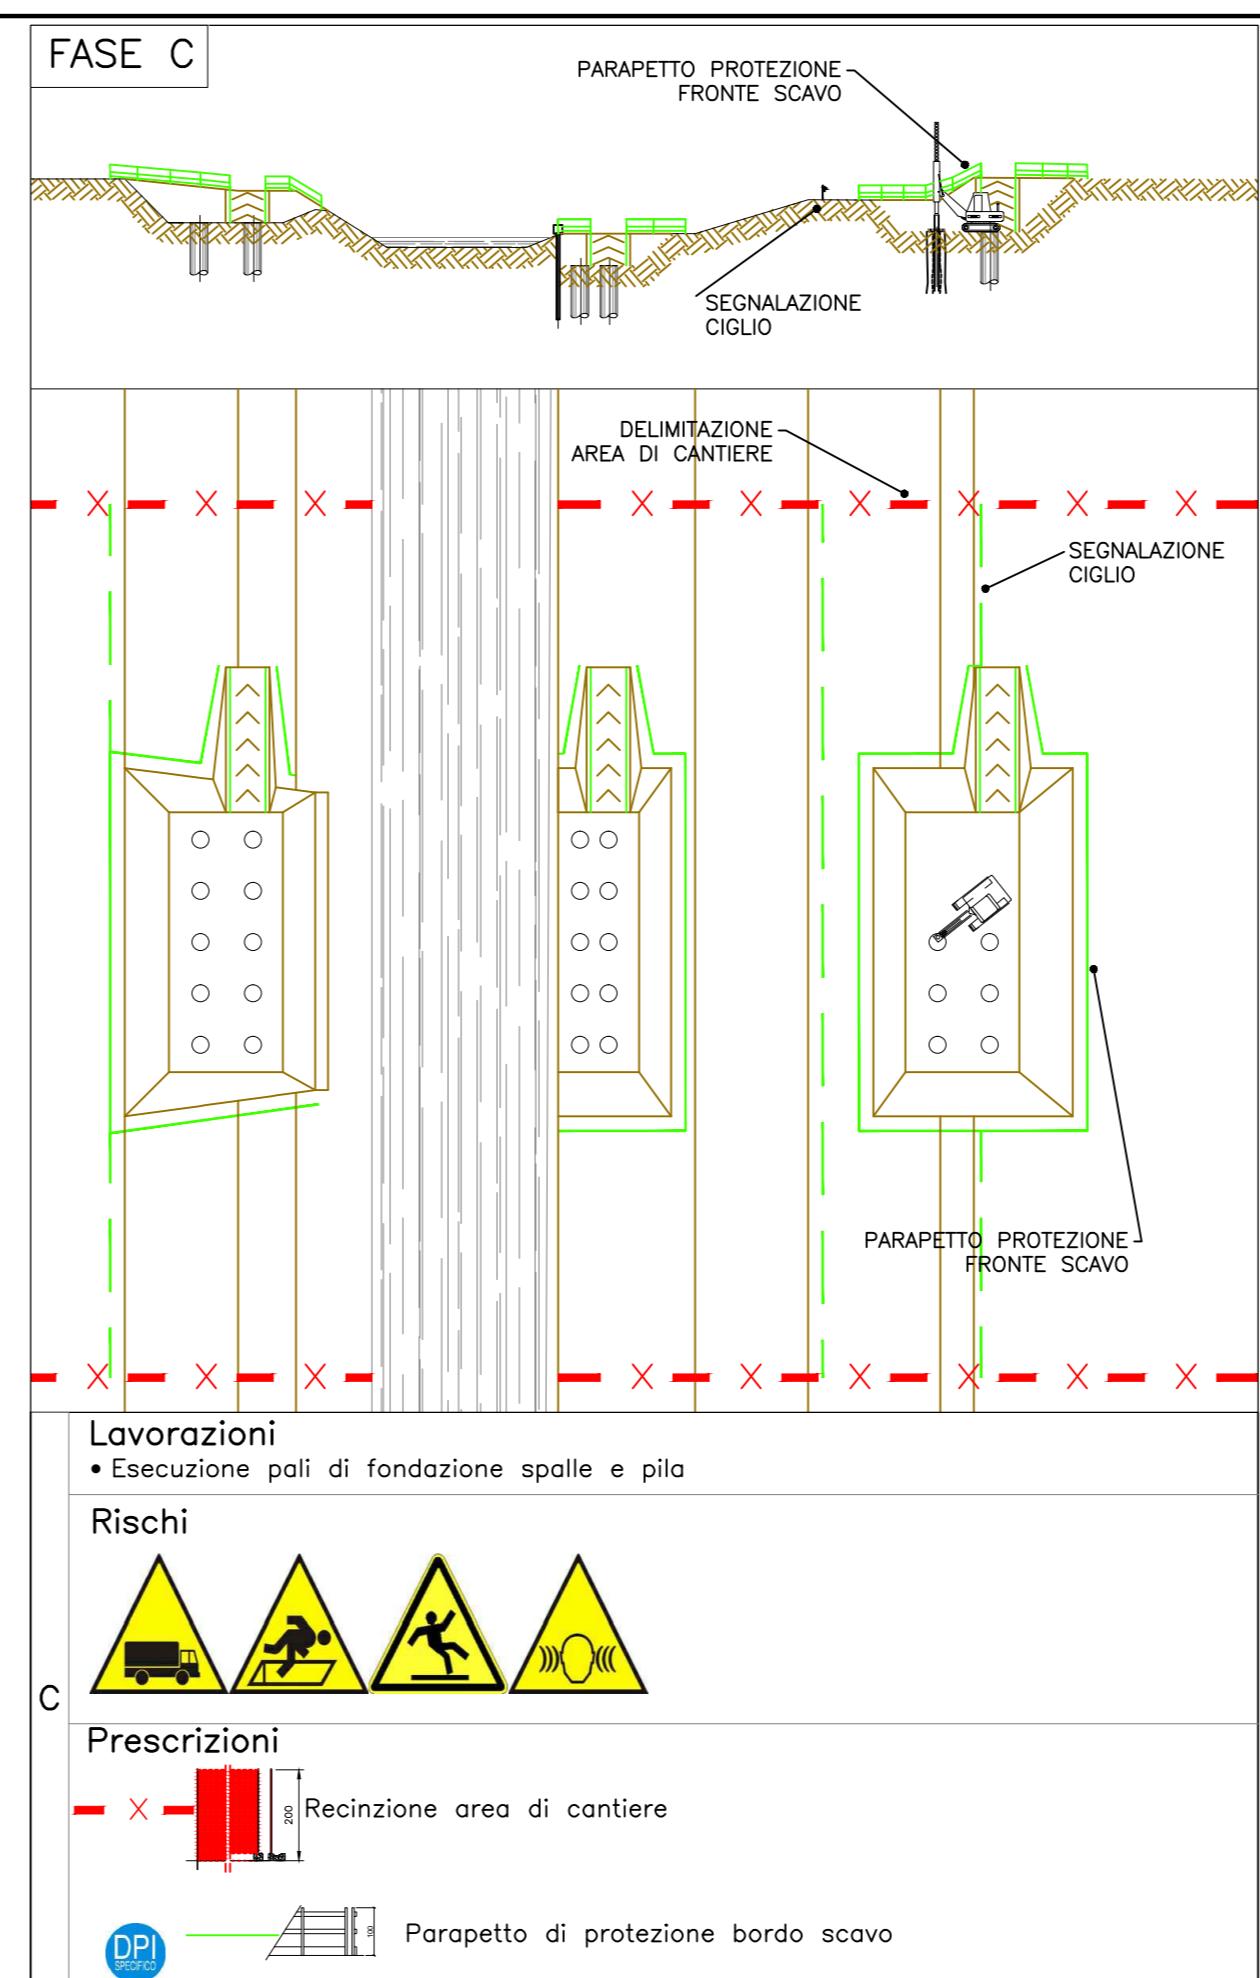 FASE C
PARAPETTO PROTEZIONE
FRONTE SCAVO
SEGNALAZIONE
CIGLIO
DELIMITAZIONE
AREA DI CANTIERE
SEGNALAZIONE
CIGLIO
PARAPETTO PROTEZIONE
FRONTE SCAVO
C
Lavorazioni
• Esecuzione pali di fondazione spalle e pila
Rischi
Prescrizioni
200
Recinzione area di cantiere
DPI
SPECIFICO
100
Parapetto di protezione bordo scavo